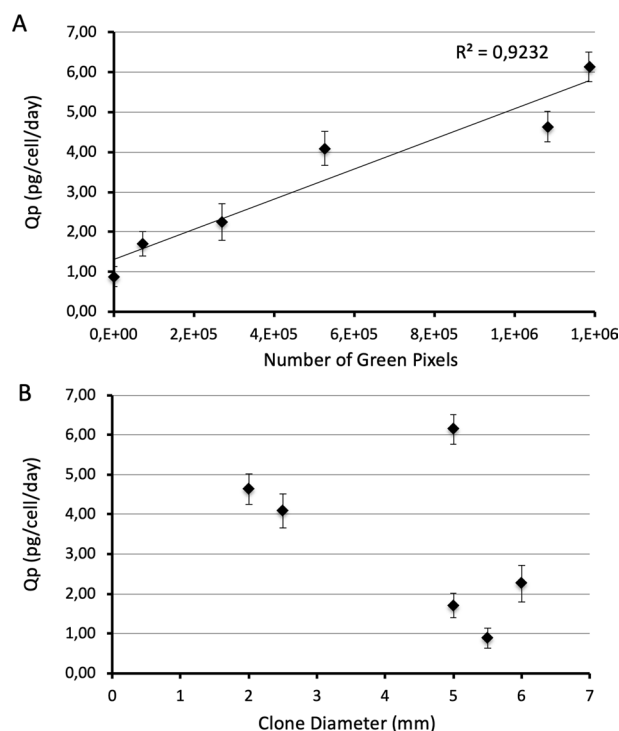 A
7,00
6,00
5,00
4,00
3,00
2,00
1,00
0,00
Qp (pg/cell/day)
R² = 0,9232
0,E+00 2,E+05 4,E+05 6,E+05 8,E+05 1,E+06 1,E+06
Number of Green Pixels
B
7,00
6,00
5,00
4,00
3,00
2,00
1,00
0,00
Qp (pg/cell/day)
0 1 2 3 4 5 6 7
Clone Diameter (mm)